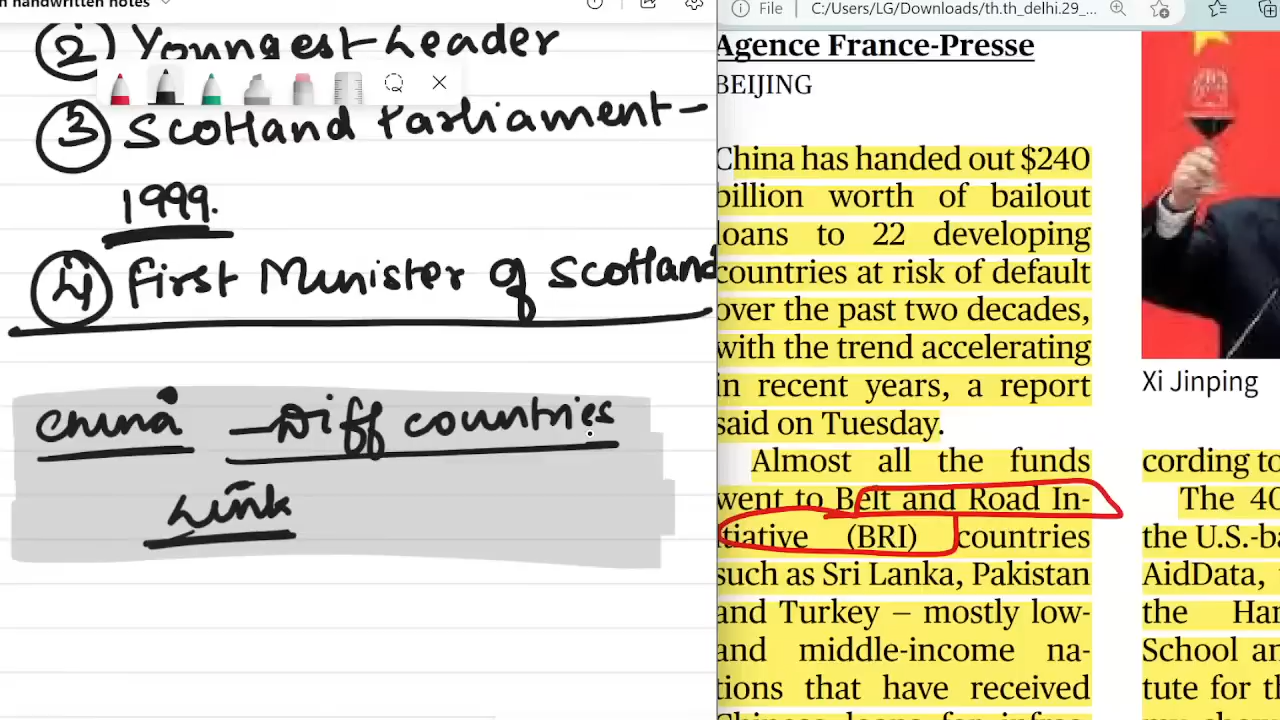 n handwritten notes
② Youngest Leader
③ Scotland Parliament -
1999.
④ First Minister of Scotland
China - Diff countries
Link
File C:/Users/LG/Downloads/th.th_delhi.29_...
Agence France-Presse
BEIJING
China has handed out $240
billion worth of bailout
loans to 22 developing
countries at risk of default
over the past two decades,
with the trend accelerating
in recent years, a report
said on Tuesday.
Almost all the funds
went to Belt and Road In-
itiative (BRI) countries
such as Sri Lanka, Pakistan
and Turkey – mostly low-
and middle-income na-
tions that have received
Chinese loans for infras-
Xi Jinping
cording to
The 40
the U.S.-ba
AidData,
the Har
School an
tute for th